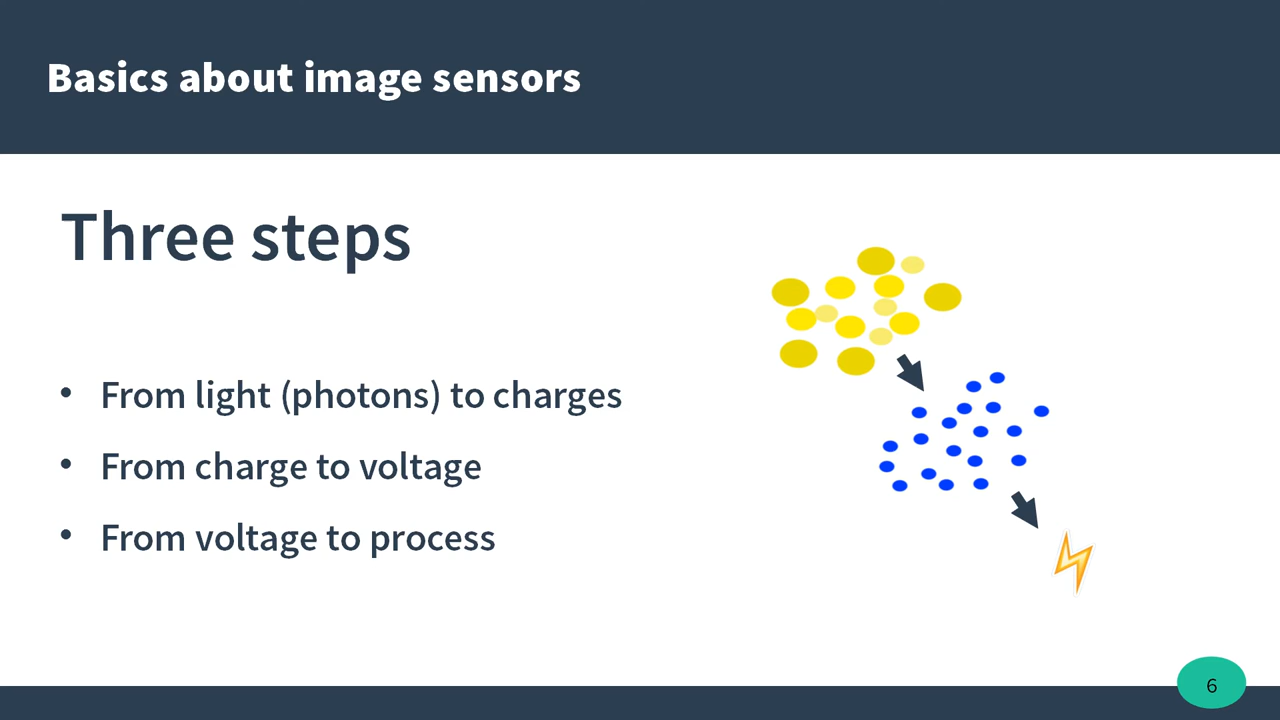 Basics about image sensors
Three steps
• From light (photons) to charges
• From charge to voltage
• From voltage to process
6